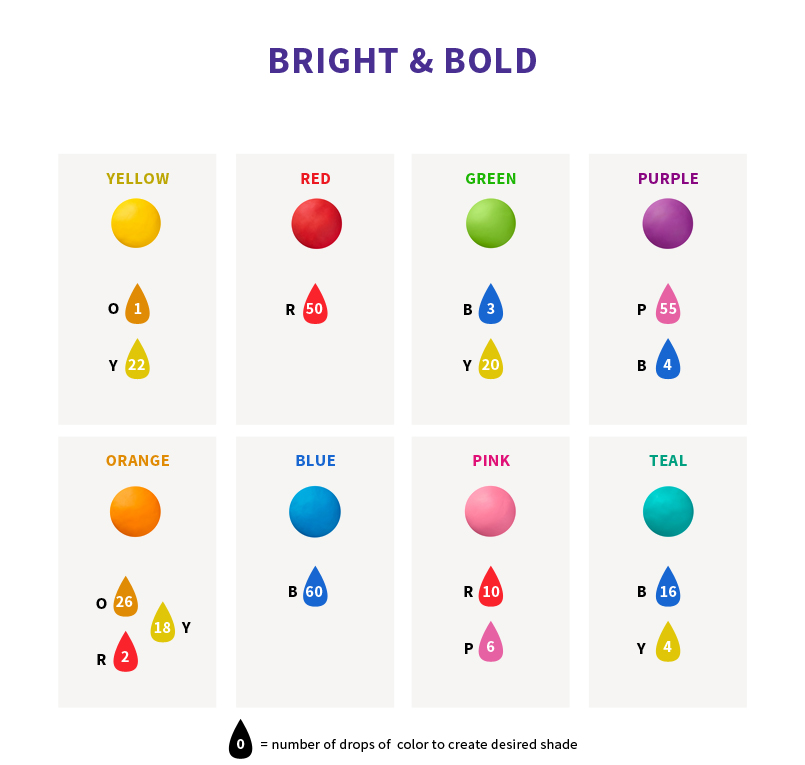 BRIGHT & BOLD
YELLOW
O 1
Y 22
RED
R 50
GREEN
B 3
Y 20
PURPLE
P 55
B 4
ORANGE
O 26
18 Y
R 2
BLUE
B 60
PINK
R 10
P 6
TEAL
B 16
Y 4
0 = number of drops of color to create desired shade